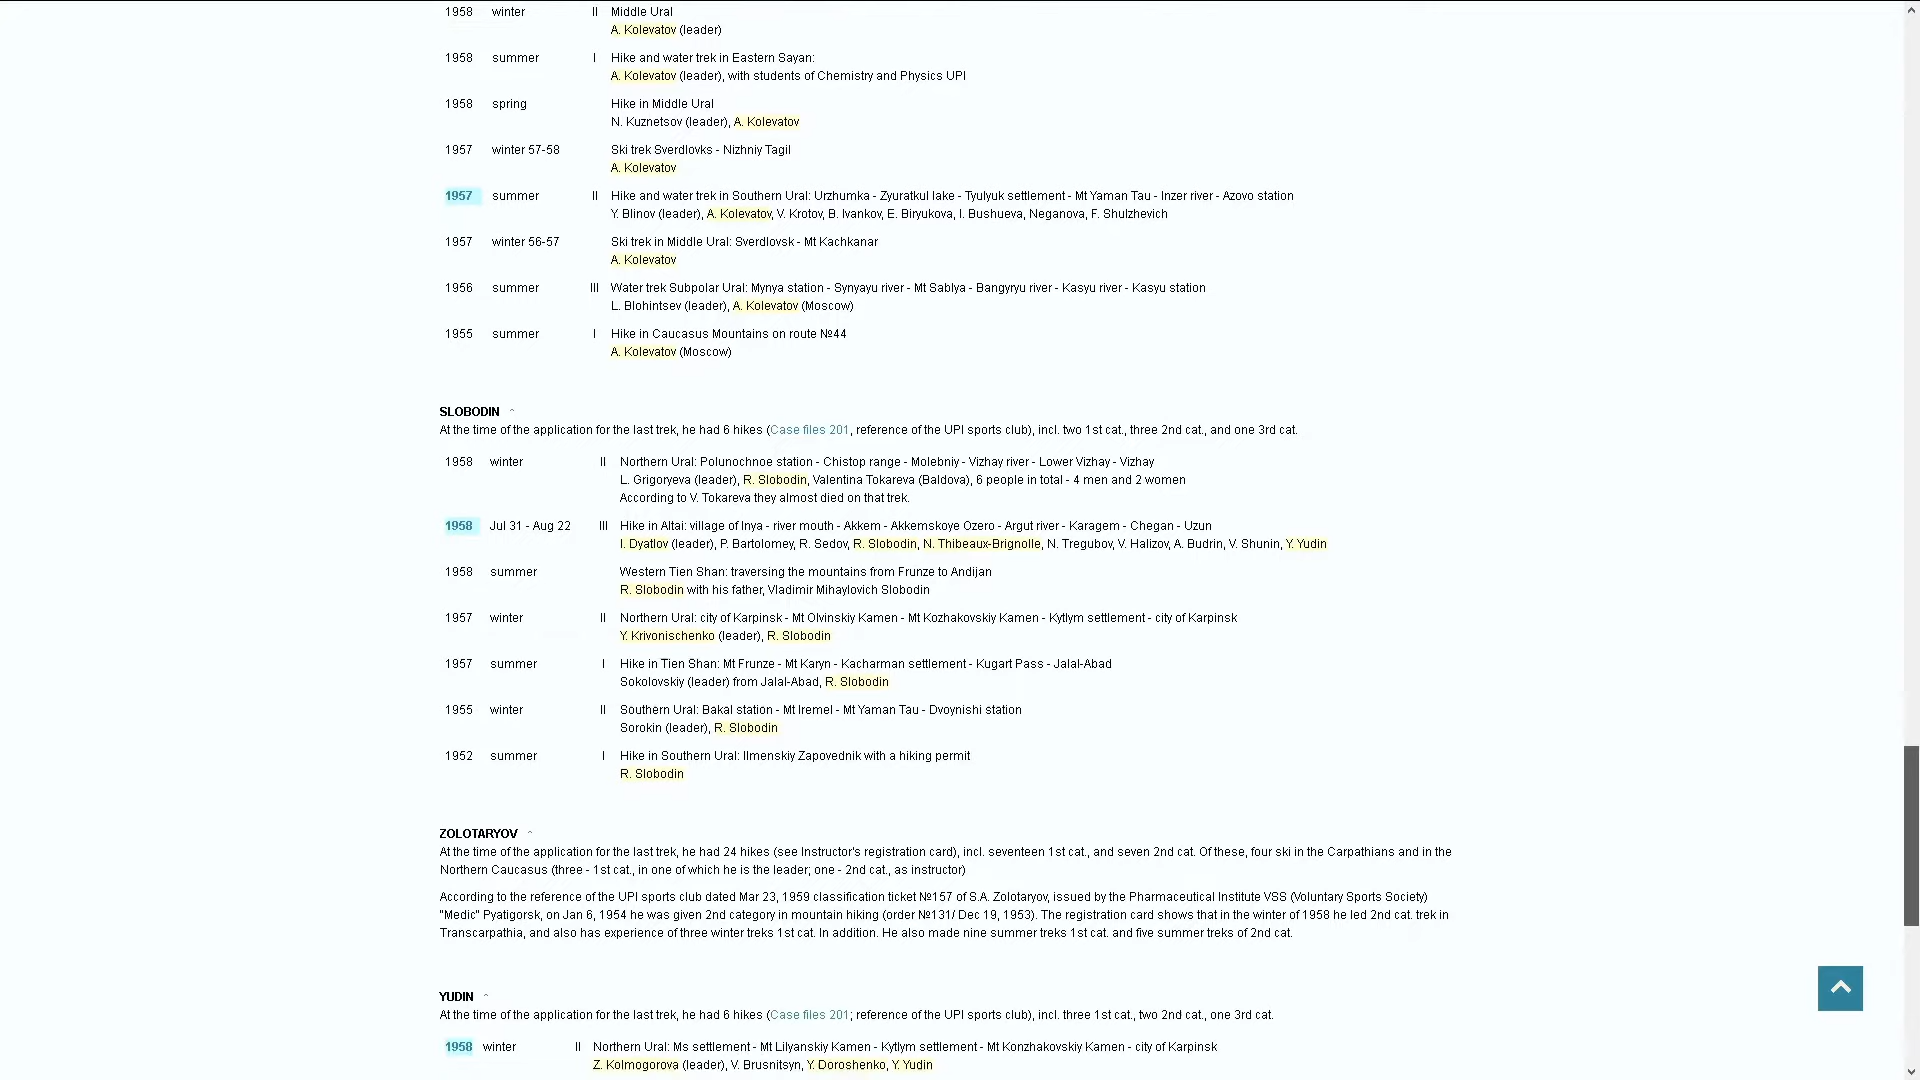 1958 winter II Middle Ural
A. Kolevatov (leader)
1958 summer I Hike and water trek in Eastern Sayan:
A. Kolevatov (leader), with students of Chemistry and Physics UPI
1958 spring Hike in Middle Ural
N. Kuznetsov (leader), A. Kolevatov
1957 winter 57-58 Ski trek Sverdlovks - Nizhniy Tagil
A. Kolevatov
1957 summer II Hike and water trek in Southern Ural: Urzhumka - Zyuratkul lake - Tyulyuk settlement - Mt Yaman Tau - Inzer river - Azovo station
Y. Blinov (leader), A. Kolevatov, V. Krotov, B. Ivankov, E. Biryukova, I. Bushueva, Neganova, F. Shulzhevich
1957 winter 56-57 Ski trek in Middle Ural: Sverdlovsk - Mt Kachkanar
A. Kolevatov
1956 summer III Water trek Subpolar Ural: Mynya station - Synyayu river - Mt Sablya - Bangyryu river - Kasyu river - Kasyu station
L. Blohintsev (leader), A. Kolevatov (Moscow)
1955 summer I Hike in Caucasus Mountains on route №44
A. Kolevatov (Moscow)
SLOBODIN ^
At the time of the application for the last trek, he had 6 hikes (Case files 201, reference of the UPI sports club), incl. two 1st cat., three 2nd cat., and one 3rd cat.
1958 winter II Northern Ural: Polunochnoe station - Chistop range - Molebniy - Vizhay river - Lower Vizhay - Vizhay
L. Grigoryeva (leader), R. Slobodin, Valentina Tokareva (Baldova), 6 people in total - 4 men and 2 women
According to V. Tokareva they almost died on that trek.
1958 Jul 31 - Aug 22 III Hike in Altai: village of Inya - river mouth - Akkem - Akkemskoye Ozero - Argut river - Karagem - Chegan - Uzun
I. Dyatlov (leader), P. Bartolomey, R. Sedov, R. Slobodin, N. Thibeaux-Brignolle, N. Tregubov, V. Halizov, A. Budrin, V. Shunin, Y. Yudin
1958 summer Western Tien Shan: traversing the mountains from Frunze to Andijan
R. Slobodin with his father, Vladimir Mihaylovich Slobodin
1957 winter II Northern Ural: city of Karpinsk - Mt Olvinskiy Kamen - Mt Kozhakovskiy Kamen - Kytlym settlement - city of Karpinsk
Y. Krivonischenko (leader), R. Slobodin
1957 summer I Hike in Tien Shan: Mt Frunze - Mt Karyn - Kacharman settlement - Kugart Pass - Jalal-Abad
Sokolovskiy (leader) from Jalal-Abad, R. Slobodin
1955 winter II Southern Ural: Bakal station - Mt Iremel - Mt Yaman Tau - Dvoynishi station
Sorokin (leader), R. Slobodin
1952 summer I Hike in Southern Ural: Ilmenskiy Zapovednik with a hiking permit
R. Slobodin
ZOLOTARYOV ^
At the time of the application for the last trek, he had 24 hikes (see Instructor's registration card), incl. seventeen 1st cat., and seven 2nd cat. Of these, four ski in the Carpathians and in the
Northern Caucasus (three - 1st cat., in one of which he is the leader; one - 2nd cat., as instructor)
According to the reference of the UPI sports club dated Mar 23, 1959 classification ticket №157 of S.A. Zolotaryov, issued by the Pharmaceutical Institute VSS (Voluntary Sports Society)
"Medic" Pyatigorsk, on Jan 6, 1954 he was given 2nd category in mountain hiking (order №131/ Dec 19, 1953). The registration card shows that in the winter of 1958 he led 2nd cat. trek in
Transcarpathia, and also has experience of three winter treks 1st cat. In addition. He also made nine summer treks 1st cat. and five summer treks of 2nd cat.
YUDIN ^
At the time of the application for the last trek, he had 6 hikes (Case files 201; reference of the UPI sports club), incl. three 1st cat., two 2nd cat., one 3rd cat.
1958 winter II Northern Ural: Ms settlement - Mt Lilyanskiy Kamen - Kytlym settlement - Mt Konzhakovskiy Kamen - city of Karpinsk
Z. Kolmogorova (leader), V. Brusnitsyn, Y. Doroshenko, Y. Yudin